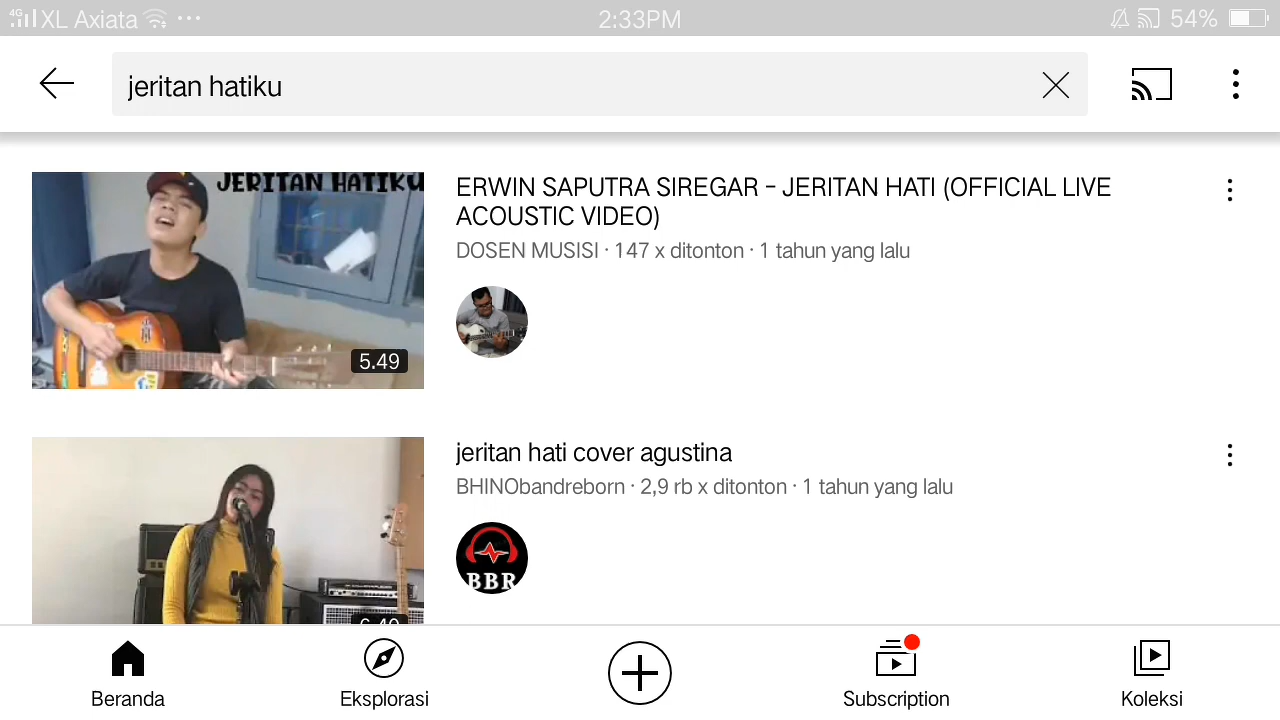 4G XL Axiata ··· 2:33PM 54%
jeritan hatiku
JERITAN HATIKU
5.49
ERWIN SAPUTRA SIREGAR - JERITAN HATI (OFFICIAL LIVE
ACOUSTIC VIDEO)
DOSEN MUSISI · 147 x ditonton · 1 tahun yang lalu
jeritan hati cover agustina
BHINObandreborn · 2,9 rb x ditonton · 1 tahun yang lalu
BBR
Beranda Eksplorasi Subscription Koleksi